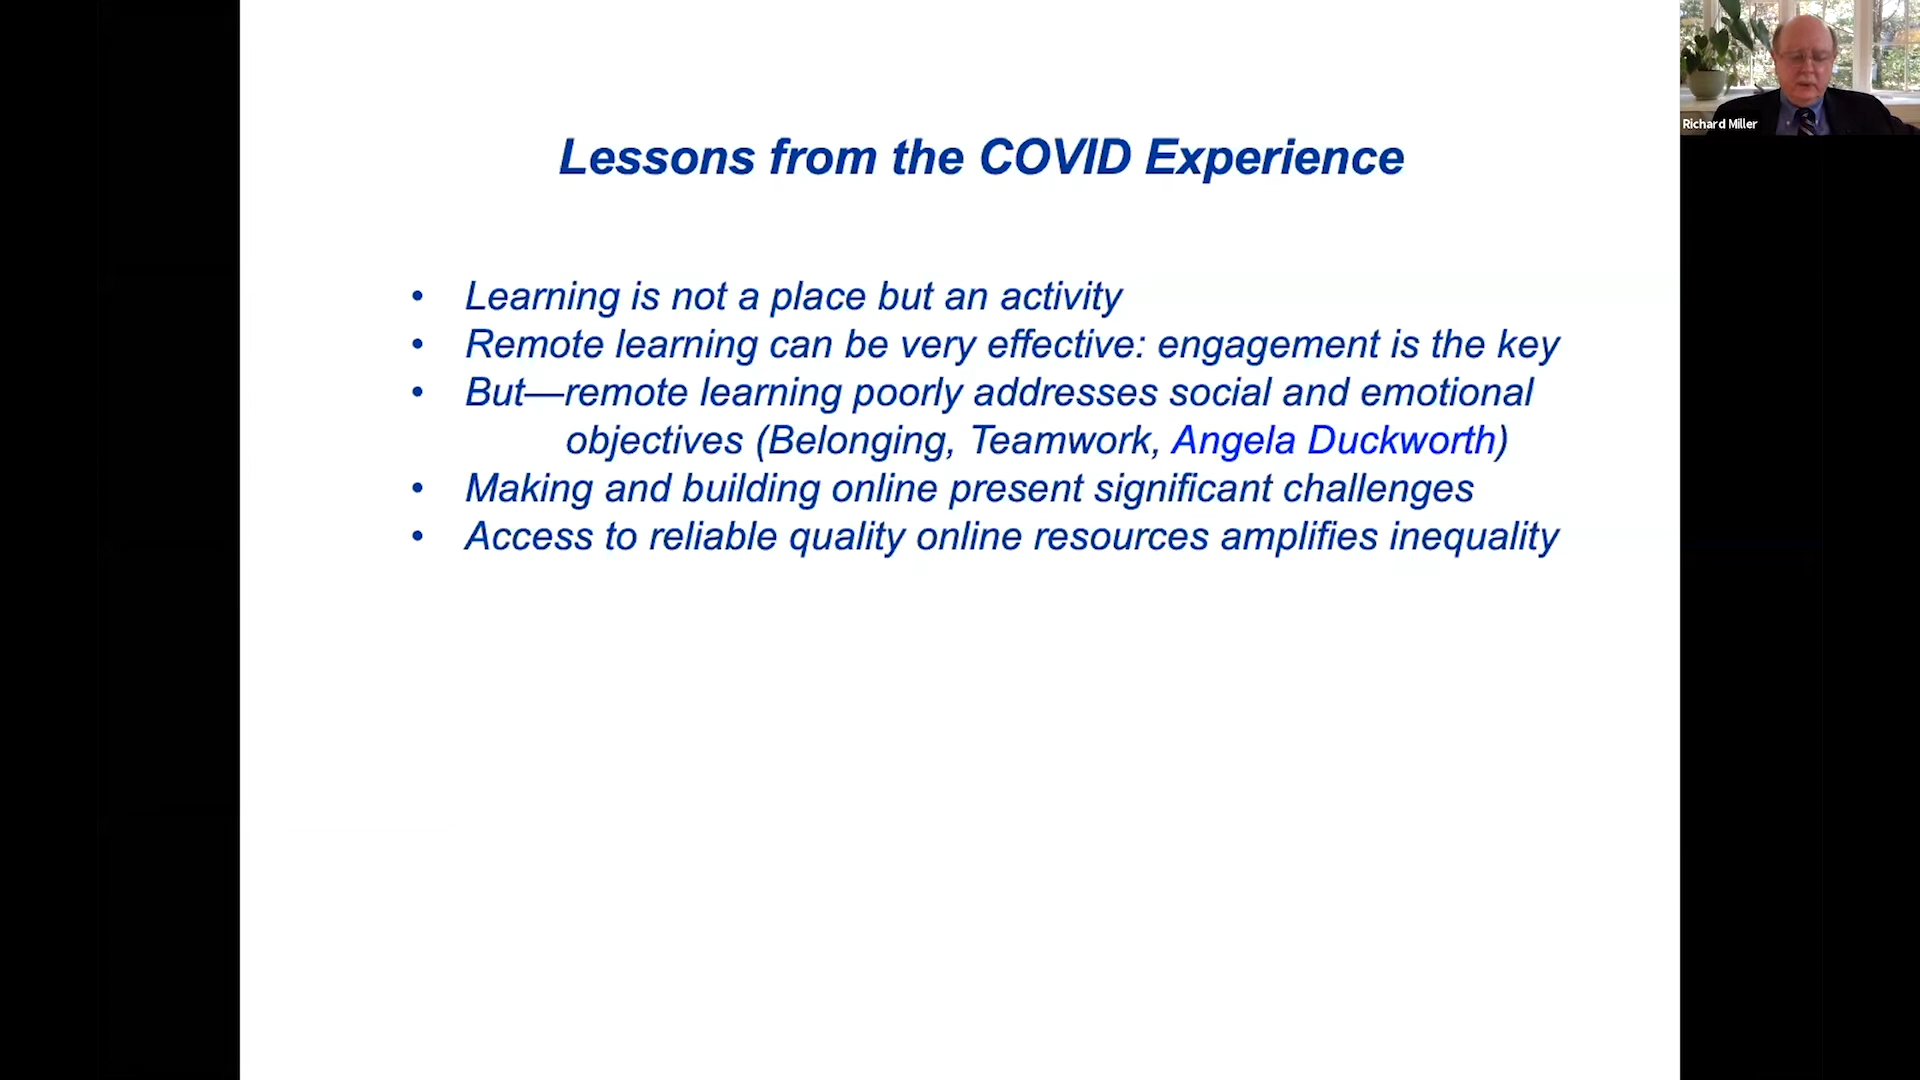 Richard Miller
Lessons from the COVID Experience
• Learning is not a place but an activity
• Remote learning can be very effective: engagement is the key
• But—remote learning poorly addresses social and emotional
objectives (Belonging, Teamwork, Angela Duckworth)
• Making and building online present significant challenges
• Access to reliable quality online resources amplifies inequality